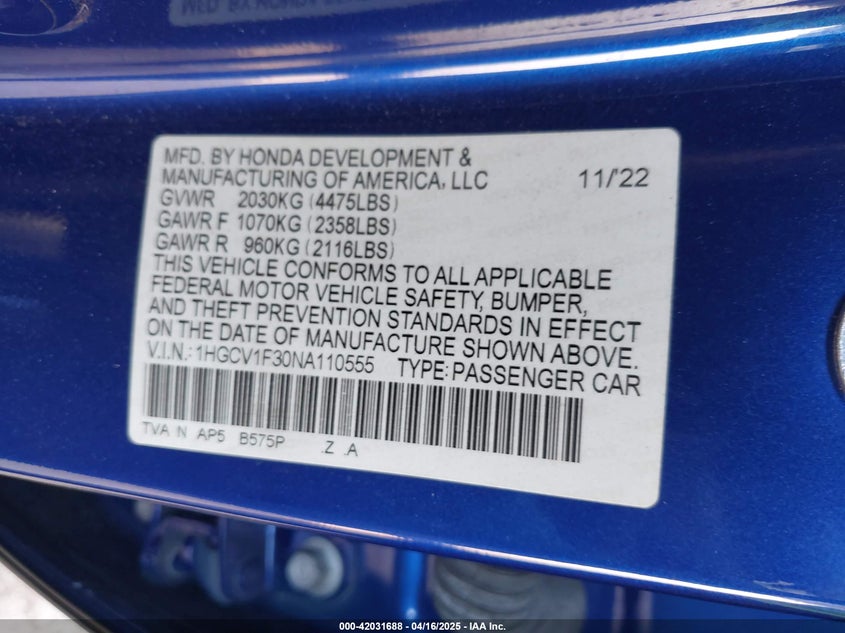 MFD. BY HONDA DEVELOPMENT &
MANUFACTURING OF AMERICA, LLC 11/'22
GVWR 2030KG (4475LBS)
GAWR F 1070KG (2358LBS)
GAWR R 960KG (2116LBS)
THIS VEHICLE CONFORMS TO ALL APPLICABLE
FEDERAL MOTOR VEHICLE SAFETY, BUMPER,
AND THEFT PREVENTION STANDARDS IN EFFECT
ON THE DATE OF MANUFACTURE SHOWN ABOVE.
V.I.N.: 1HGCV1F30NA110555 TYPE: PASSENGER CAR
TVA N AP5 B575P .Z .A
000-42031688 - 04/16/2025 - IAA Inc.